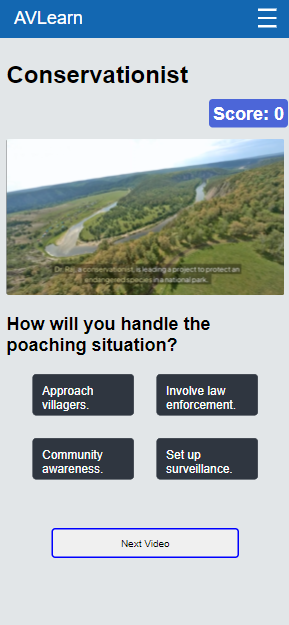 AVLearn
Conservationist
Score: 0
Dr. Raj, a conservationist, is leading a project to protect an
endangered species in a national park.
How will you handle the
poaching situation?
Approach
villagers.
Involve law
enforcement.
Community
awareness.
Set up
surveillance.
Next Video